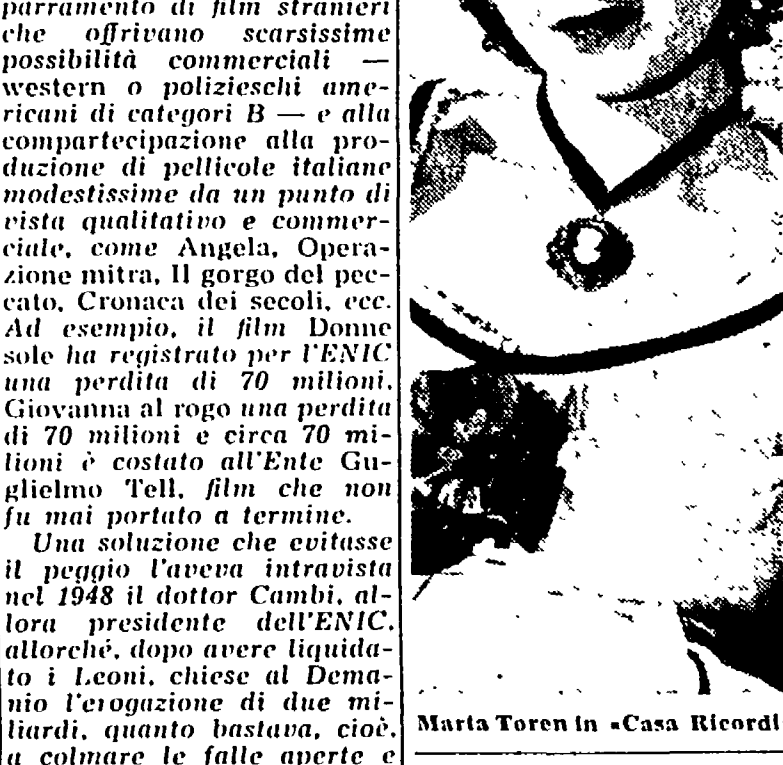 parramento di film stranieri
che offrivano scarsissime
possibilità commerciali —
western o polizieschi ame-
ricani di categori B — e alla
compartecipazione alla pro-
duzione di pellicole italiane
modestissime da un punto di
vista qualitativo e commer-
ciale, come Angela, Opera-
zione mitra, Il gorgo del pec-
cato, Cronaca dei secoli, ecc.
Ad esempio, il film Donne
sole ha registrato per l'ENIC
una perdita di 70 milioni,
Giovanna al rogo una perdita
di 70 milioni e circa 70 mi-
lioni è costato all'Ente Gu-
glielmo Tell, film che non
fu mai portato a termine.
Una soluzione che evitasse
il peggio l'aveva intravista
nel 1948 il dottor Cambi, al-
lora presidente dell'ENIC,
allorché, dopo avere liquida-
to i Leoni, chiese al Dema-
nio l'erogazione di due mi-
liardi, quanto bastava, cioè,
a colmare le falle aperte e
Marta Toren in «Casa Ricordi